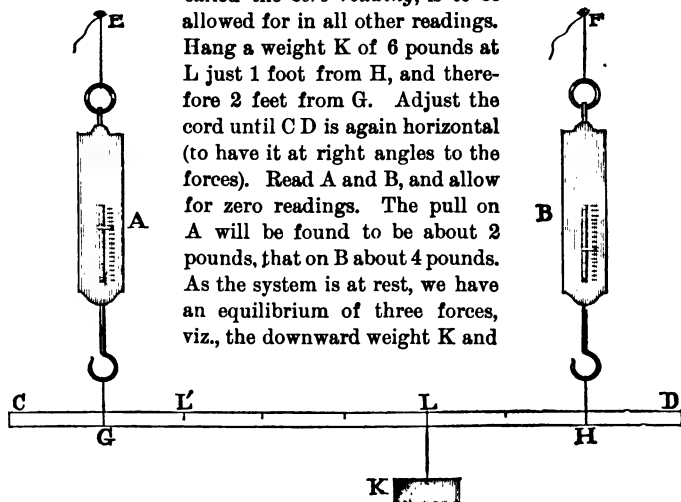 called the zero reading, is to be
E
F
allowed for in all other readings.
Hang a weight K of 6 pounds at
L just 1 foot from H, and there-
fore 2 feet from G. Adjust the
cord until C D is again horizontal
(to have it at right angles to the
forces). Read A and B, and allow
for zero readings. The pull on
A
B
A will be found to be about 2
pounds, that on B about 4 pounds.
As the system is at rest, we have
an equilibrium of three forces,
viz., the downward weight K and
C L′ L D
G H
K